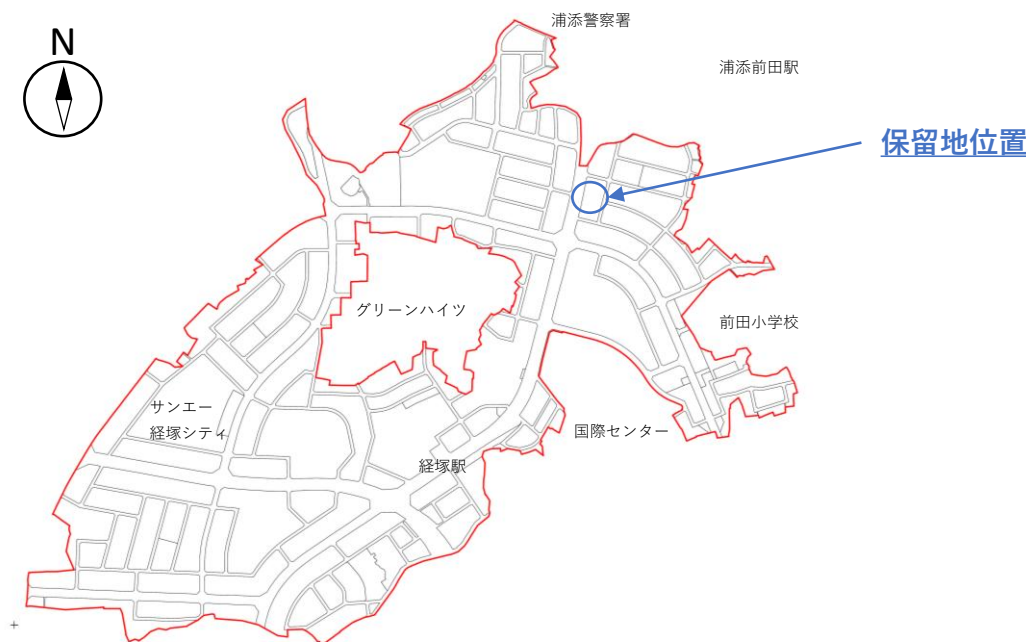 浦添警察署
N
浦添前田駅
保留地位置
グリーンハイツ
前田小学校
サンエー
経塚シティ
国際センター
経塚駅